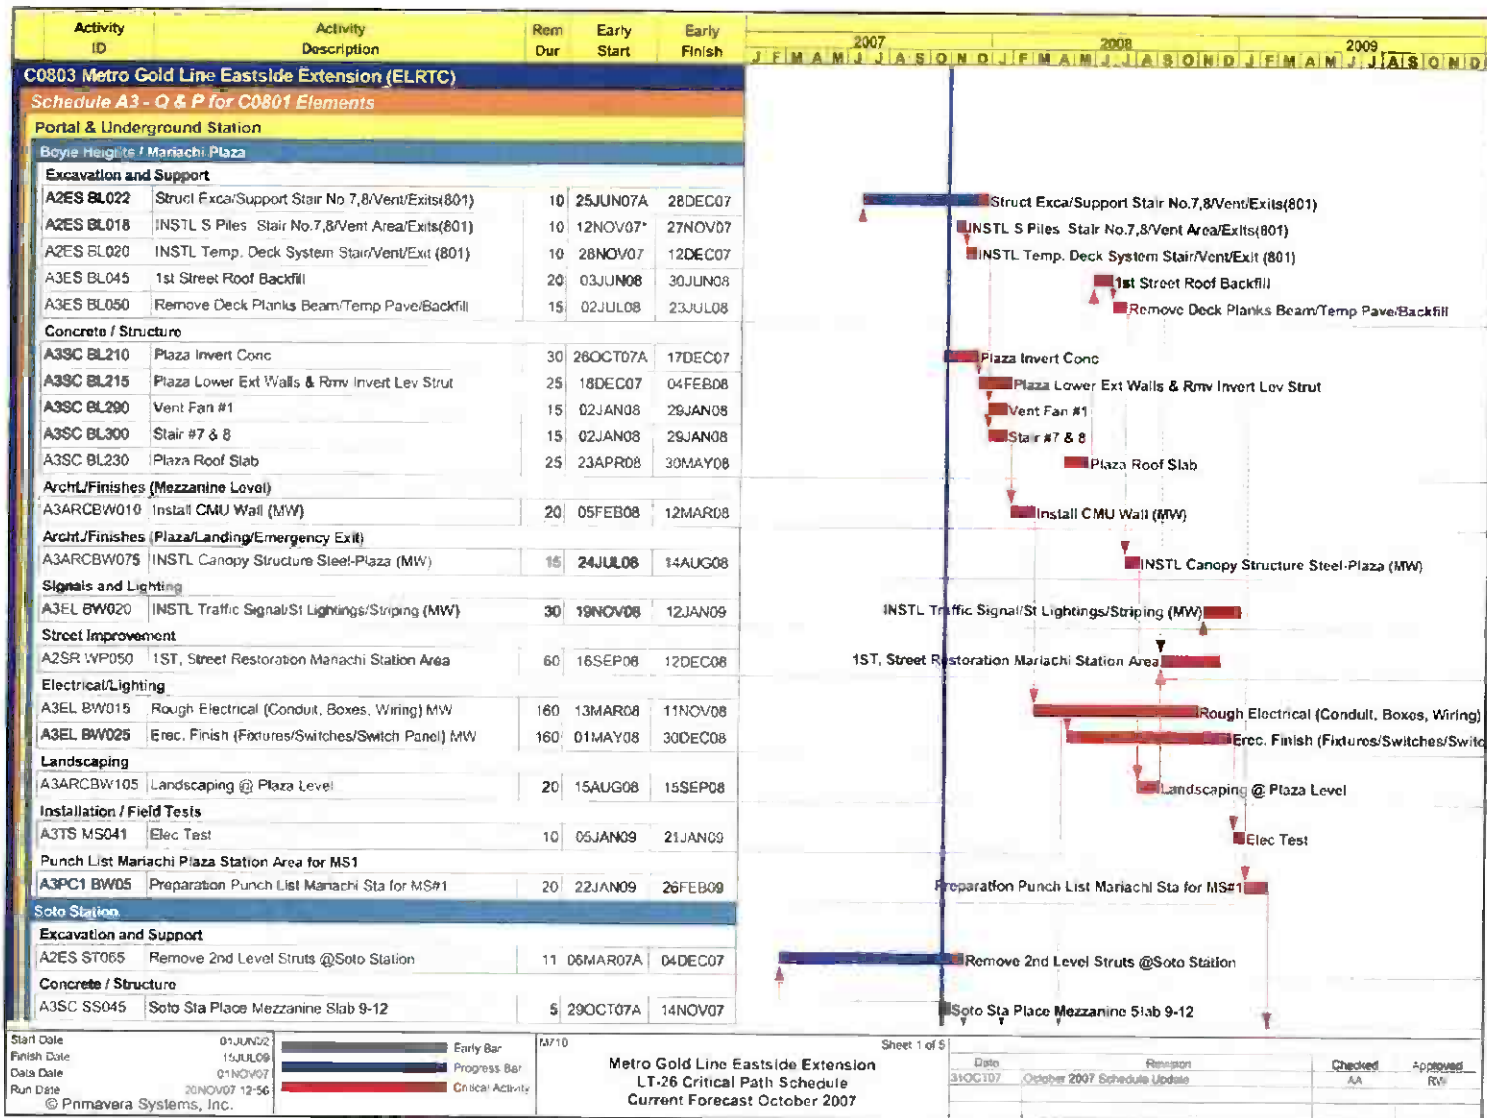 Activity ID Activity Description Rem Dur Early Start Early Finish
2007 2008 2009
J F M A M J J A S O N D J F M A M J J A S O N D J F M A M J J A S O N D
C0803 Metro Gold Line Eastside Extension (ELRTC)
Schedule A3 - Q & P for C0801 Elements
Portal & Underground Station
Boyle Heights / Mariachi Plaza
Excavation and Support
A2ES BL022 Struct Exca/Support Stair No 7,8/Vent/Exits(801) 10 25JUN07A 28DEC07 Struct Exca/Support Stair No.7,8/Vent/Exits(801)
A2ES BL018 INSTL S Piles Stair No.7,8/Vent Area/Exits(801) 10 12NOV07* 27NOV07 INSTL S Piles Stair No.7,8/Vent Area/Exits(801)
A2ES BL020 INSTL Temp. Deck System Stair/Vent/Exit (801) 10 28NOV07 12DEC07 INSTL Temp. Deck System Stair/Vent/Exit (801)
A3ES BL045 1st Street Roof Backfill 20 03JUN08 30JUN08 1st Street Roof Backfill
A3ES BL050 Remove Deck Planks Beam/Temp Pave/Backfill 15 02JUL08 23JUL08 Remove Deck Planks Beam/Temp Pave/Backfill
Concrete / Structure
A3SC BL210 Plaza Invert Conc 30 26OCT07A 17DEC07 Plaza Invert Conc
A3SC BL215 Plaza Lower Ext Walls & Rmv Invert Lev Strut 25 18DEC07 04FEB08 Plaza Lower Ext Walls & Rmv Invert Lev Strut
A3SC BL290 Vent Fan #1 15 02JAN08 29JAN08 Vent Fan #1
A3SC BL300 Stair #7 & 8 15 02JAN08 29JAN08 Stair #7 & 8
A3SC BL230 Plaza Roof Slab 25 23APR08 30MAY08 Plaza Roof Slab
Archt./Finishes (Mezzanine Level)
A3ARCBW010 Install CMU Wall (MW) 20 05FEB08 12MAR08 Install CMU Wall (MW)
Archt./Finishes (Plaza/Landing/Emergency Exit)
A3ARCBW075 INSTL Canopy Structure Steel-Plaza (MW) 15 24JUL08 14AUG08 INSTL Canopy Structure Steel-Plaza (MW)
Signals and Lighting
A3EL BW020 INSTL Traffic Signal/St Lightings/Striping (MW) 30 19NOV08 12JAN09 INSTL Traffic Signal/St Lightings/Striping (MW)
Street Improvement
A2SR WP050 1ST, Street Restoration Mariachi Station Area 60 16SEP08 12DEC08 1ST, Street Restoration Mariachi Station Area
Electrical/Lighting
A3EL BW015 Rough Electrical (Conduit, Boxes, Wiring) MW 160 13MAR08 11NOV08 Rough Electrical (Conduit, Boxes, Wiring)
A3EL BW025 Erec. Finish (Fixtures/Switches/Switch Panel) MW 160 01MAY08 30DEC08 Erec. Finish (Fixtures/Switches/Switc
Landscaping
A3ARCBW105 Landscaping @ Plaza Level 20 15AUG08 15SEP08 Landscaping @ Plaza Level
Installation / Field Tests
A3TS MS041 Elec Test 10 05JAN09 21JAN09 Elec Test
Punch List Mariachi Plaza Station Area for MS1
A3PC1 BW05 Preparation Punch List Mariachi Sta for MS#1 20 22JAN09 26FEB09 Preparation Punch List Mariachi Sta for MS#1
Soto Station
Excavation and Support
A2ES ST065 Remove 2nd Level Struts @Soto Station 11 06MAR07A 04DEC07 Remove 2nd Level Struts @Soto Station
Concrete / Structure
A3SC SS045 Soto Sta Place Mezzanine Slab 9-12 5 29OCT07A 14NOV07 Soto Sta Place Mezzanine Slab 9-12
Start Date 01JUN02
Finish Date 15JUL09
Data Date 01NOV07
Run Date 20NOV07 12:56
© Primavera Systems, Inc.
Early Bar
Progress Bar
Critical Activity
M710
Sheet 1 of 5
Metro Gold Line Eastside Extension
LT-26 Critical Path Schedule
Current Forecast October 2007
Date Revision Checked Approved
31OCT07 October 2007 Schedule Update AA RW